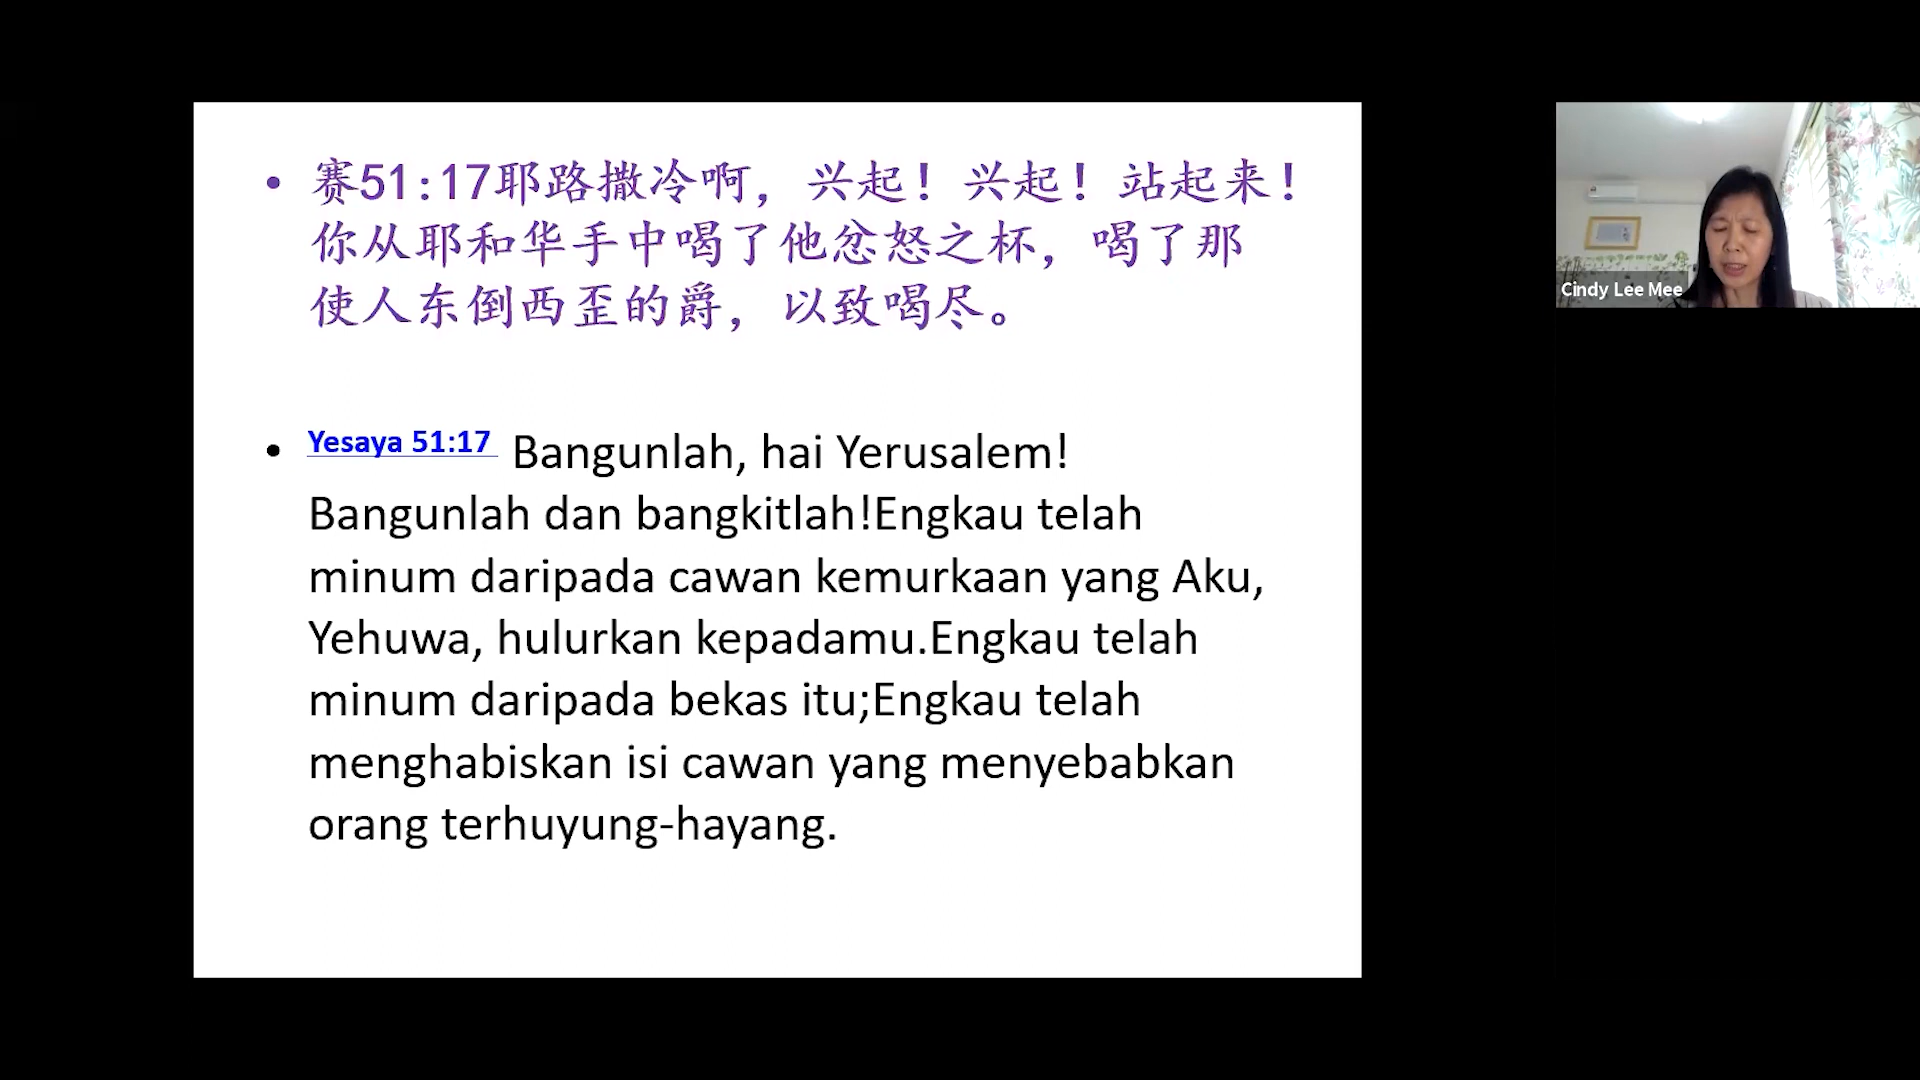 • 赛51:17耶路撒冷啊，兴起！兴起！站起来！
你从耶和华手中喝了他忿怒之杯，喝了那
使人东倒西歪的爵，以致喝尽。
• Yesaya 51:17 Bangunlah, hai Yerusalem!
Bangunlah dan bangkitlah!Engkau telah
minum daripada cawan kemurkaan yang Aku,
Yehuwa, hulurkan kepadamu.Engkau telah
minum daripada bekas itu;Engkau telah
menghabiskan isi cawan yang menyebabkan
orang terhuyung-hayang.
Cindy Lee Mee